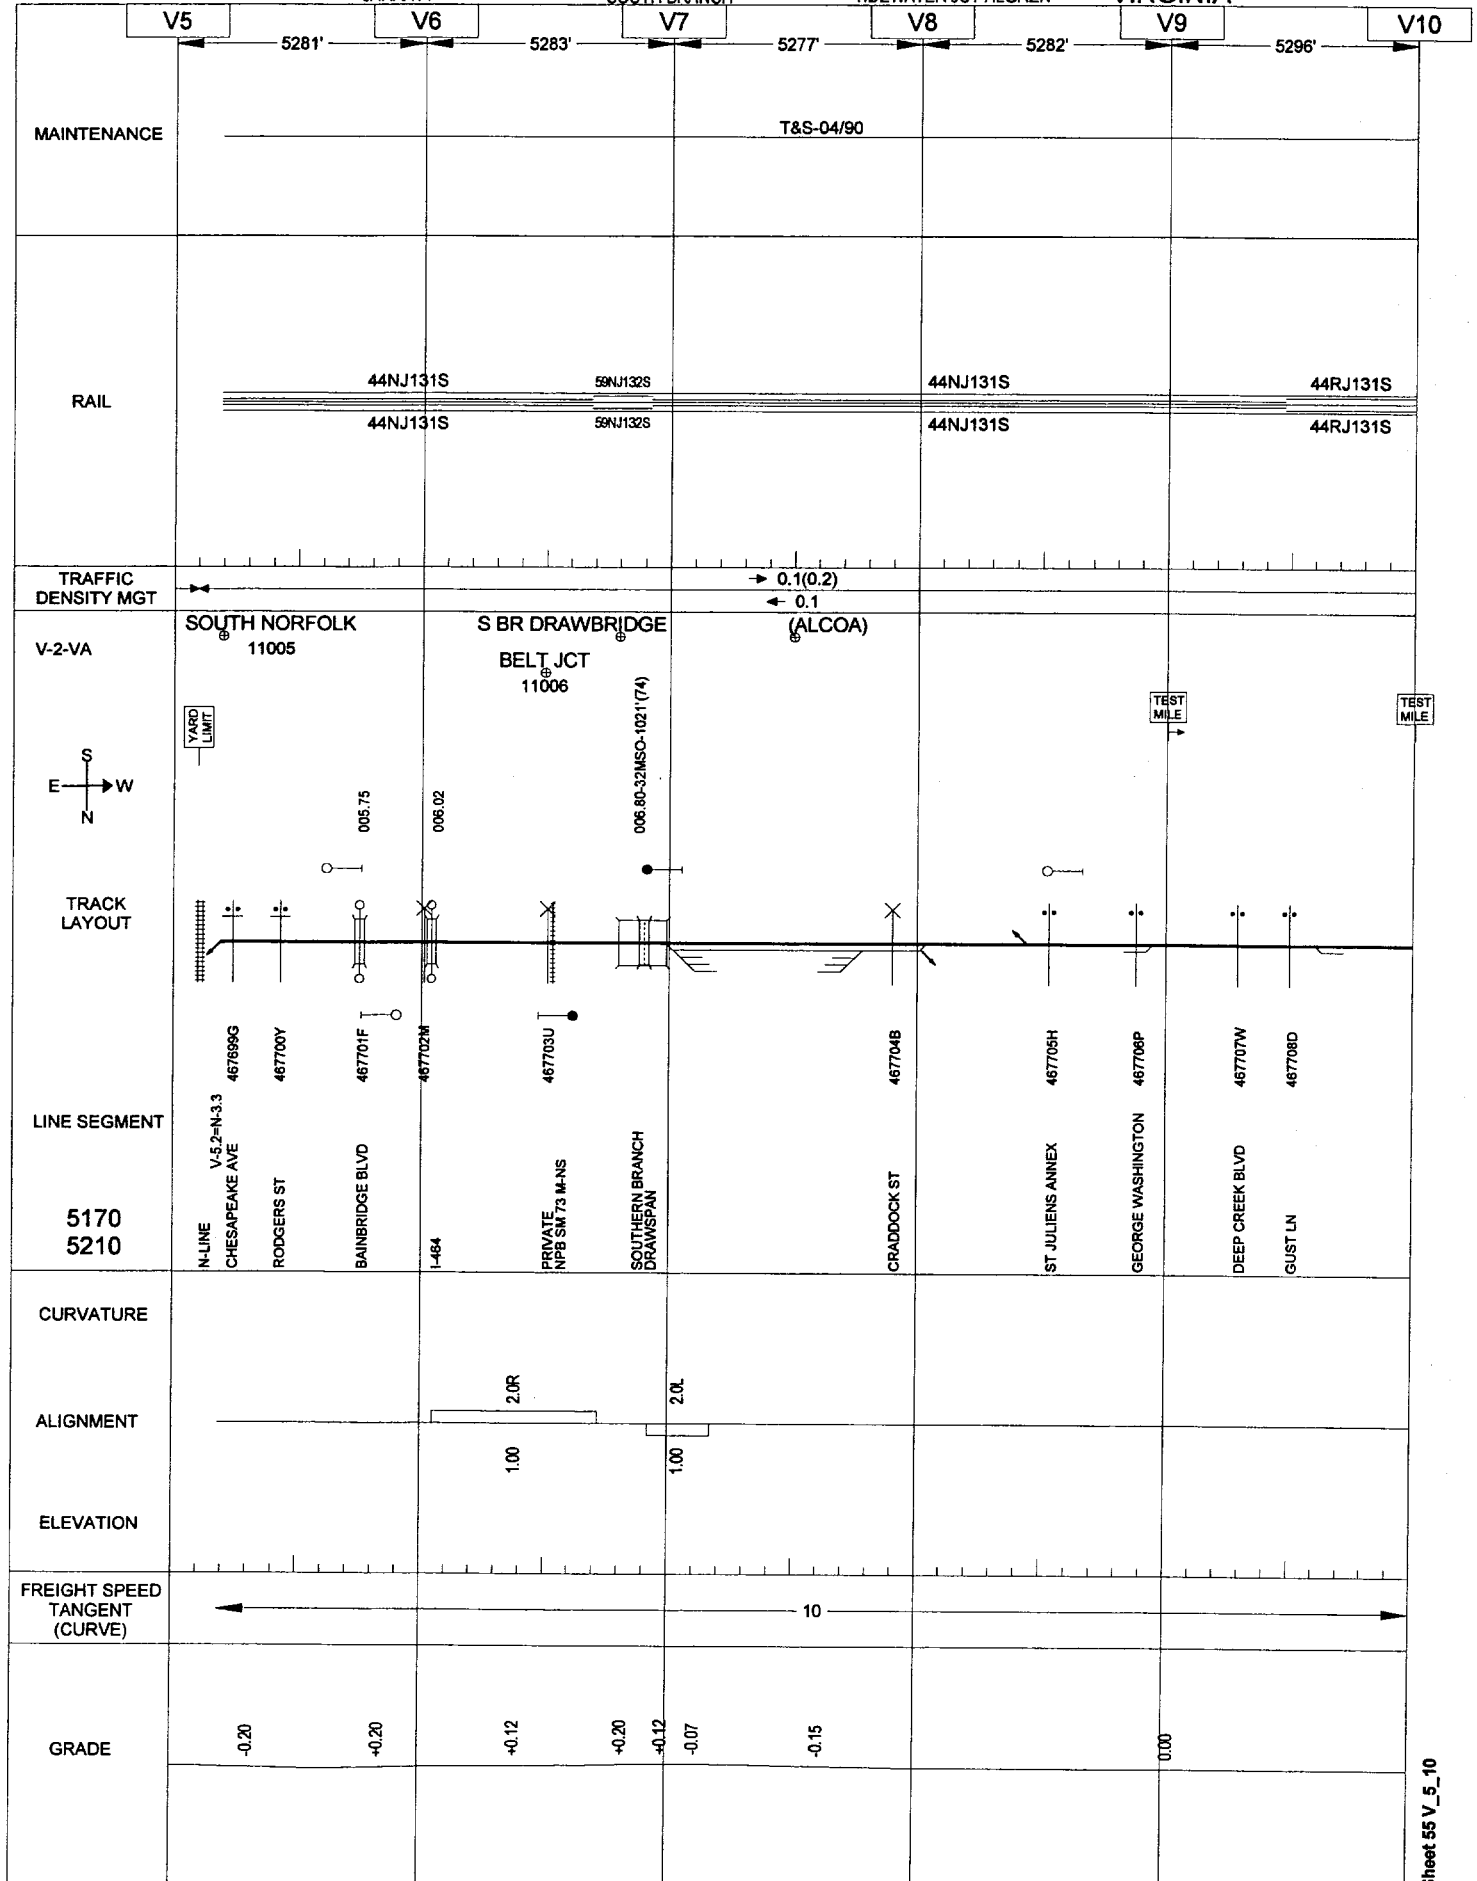 VIRGINIA
V5 V6 V7 V8 V9 V10
5281' 5283' 5277' 5282' 5296'
MAINTENANCE
T&S-04/90
RAIL
44NJ131S 59NJ132S 44NJ131S 44RJ131S
44NJ131S 59NJ132S 44NJ131S 44RJ131S
TRAFFIC
DENSITY MGT
0.1(0.2)
0.1
V-2-VA
SOUTH NORFOLK
11005
S BR DRAWBRIDGE
(ALCOA)
BELT JCT
11006
YARD
LIMIT
TEST
MILE
TEST
MILE
S
E W
N
005.75
006.02
006.80-32MSO-1021'(74)
TRACK
LAYOUT
467699G
467700Y
467701F
467702M
467703U
467704B
467705H
467706P
467707W
467708D
LINE SEGMENT
5170
5210
N-LINE
V-5.2=N-3.3
CHESAPEAKE AVE
RODGERS ST
BAINBRIDGE BLVD
I-464
PRIVATE
NPB SM 73 M-NS
SOUTHERN BRANCH
DRAWSPAN
CRADDOCK ST
ST JULIENS ANNEX
GEORGE WASHINGTON
DEEP CREEK BLVD
GUST LN
CURVATURE
2.0R
2.0L
ALIGNMENT
1.00
1.00
ELEVATION
FREIGHT SPEED
TANGENT
(CURVE)
10
GRADE
-0.20
+0.20
+0.12
+0.20
+0.12
-0.07
-0.15
0.00
Sheet 55 V_5_10